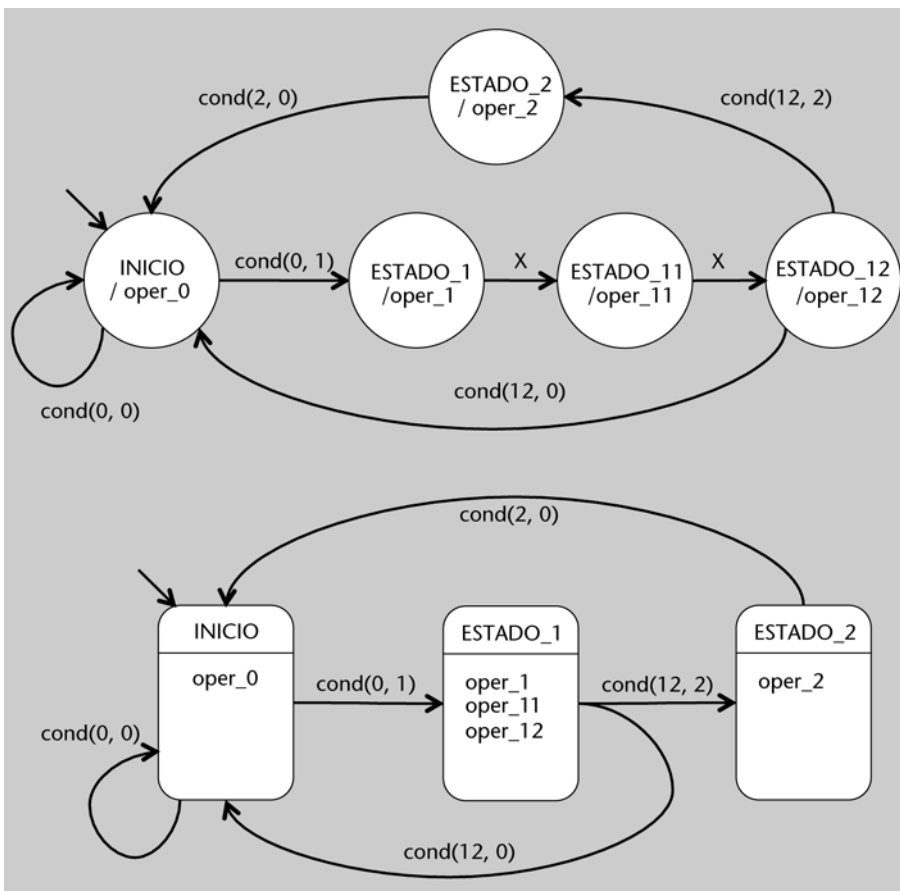 ESTADO_2
/ oper_2
cond(2, 0)
cond(12, 2)
INICIO
/ oper_0
cond(0, 1)
ESTADO_1
/oper_1
X
ESTADO_11
/oper_11
X
ESTADO_12
/oper_12
cond(0, 0)
cond(12, 0)
cond(2, 0)
INICIO
oper_0
cond(0, 1)
ESTADO_1
oper_1
oper_11
oper_12
cond(12, 2)
ESTADO_2
oper_2
cond(0, 0)
cond(12, 0)